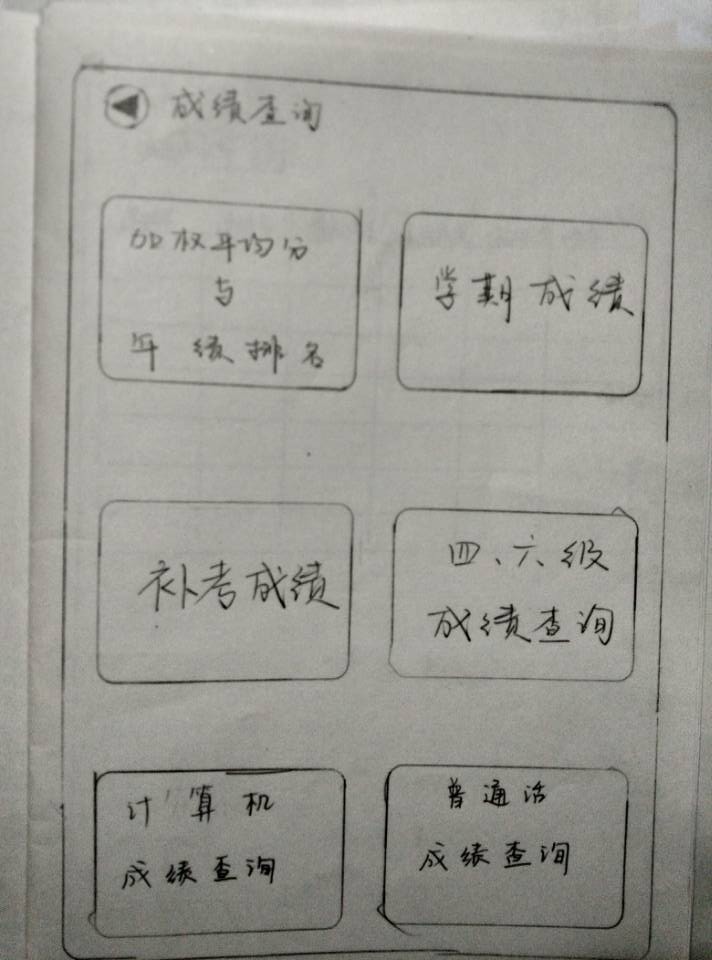 成绩查询
加权平均分
与
年绩排名
学期成绩
补考成绩
四、六级
成绩查询
计算机
成绩查询
普通话
成绩查询